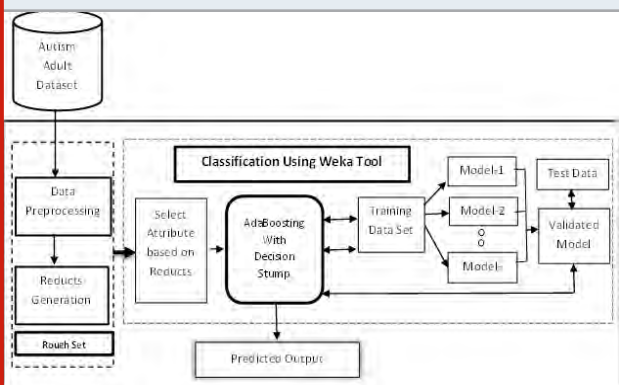 Autism
Adult
Dataset
Classification Using Weka Tool
Data
Preprocessing
Reducts
Generation
Rough Set
Select
Attribute
based on
Reducts
AdaBoosting
With
Decision
Stump
Training
Data Set
Model-1
Model-2
Model-
Test Data
Validated
Model
Predicted Output